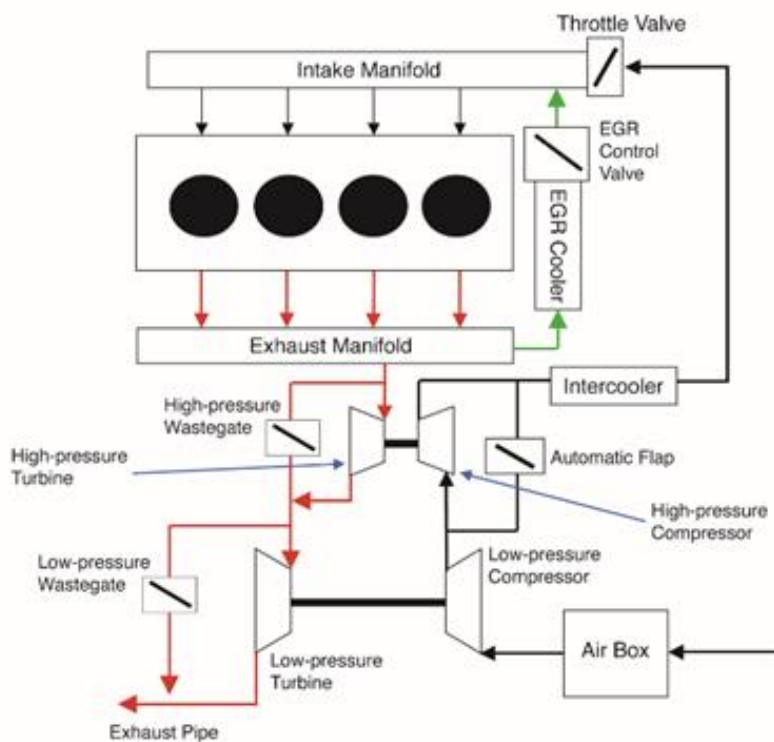 Throttle Valve
Intake Manifold
EGR
Control
Valve
EGR Cooler
Exhaust Manifold
High-pressure
Wastegate
Intercooler
High-pressure
Turbine
Automatic Flap
High-pressure
Compressor
Low-pressure
Wastegate
Low-pressure
Compressor
Air Box
Low-pressure
Turbine
Exhaust Pipe